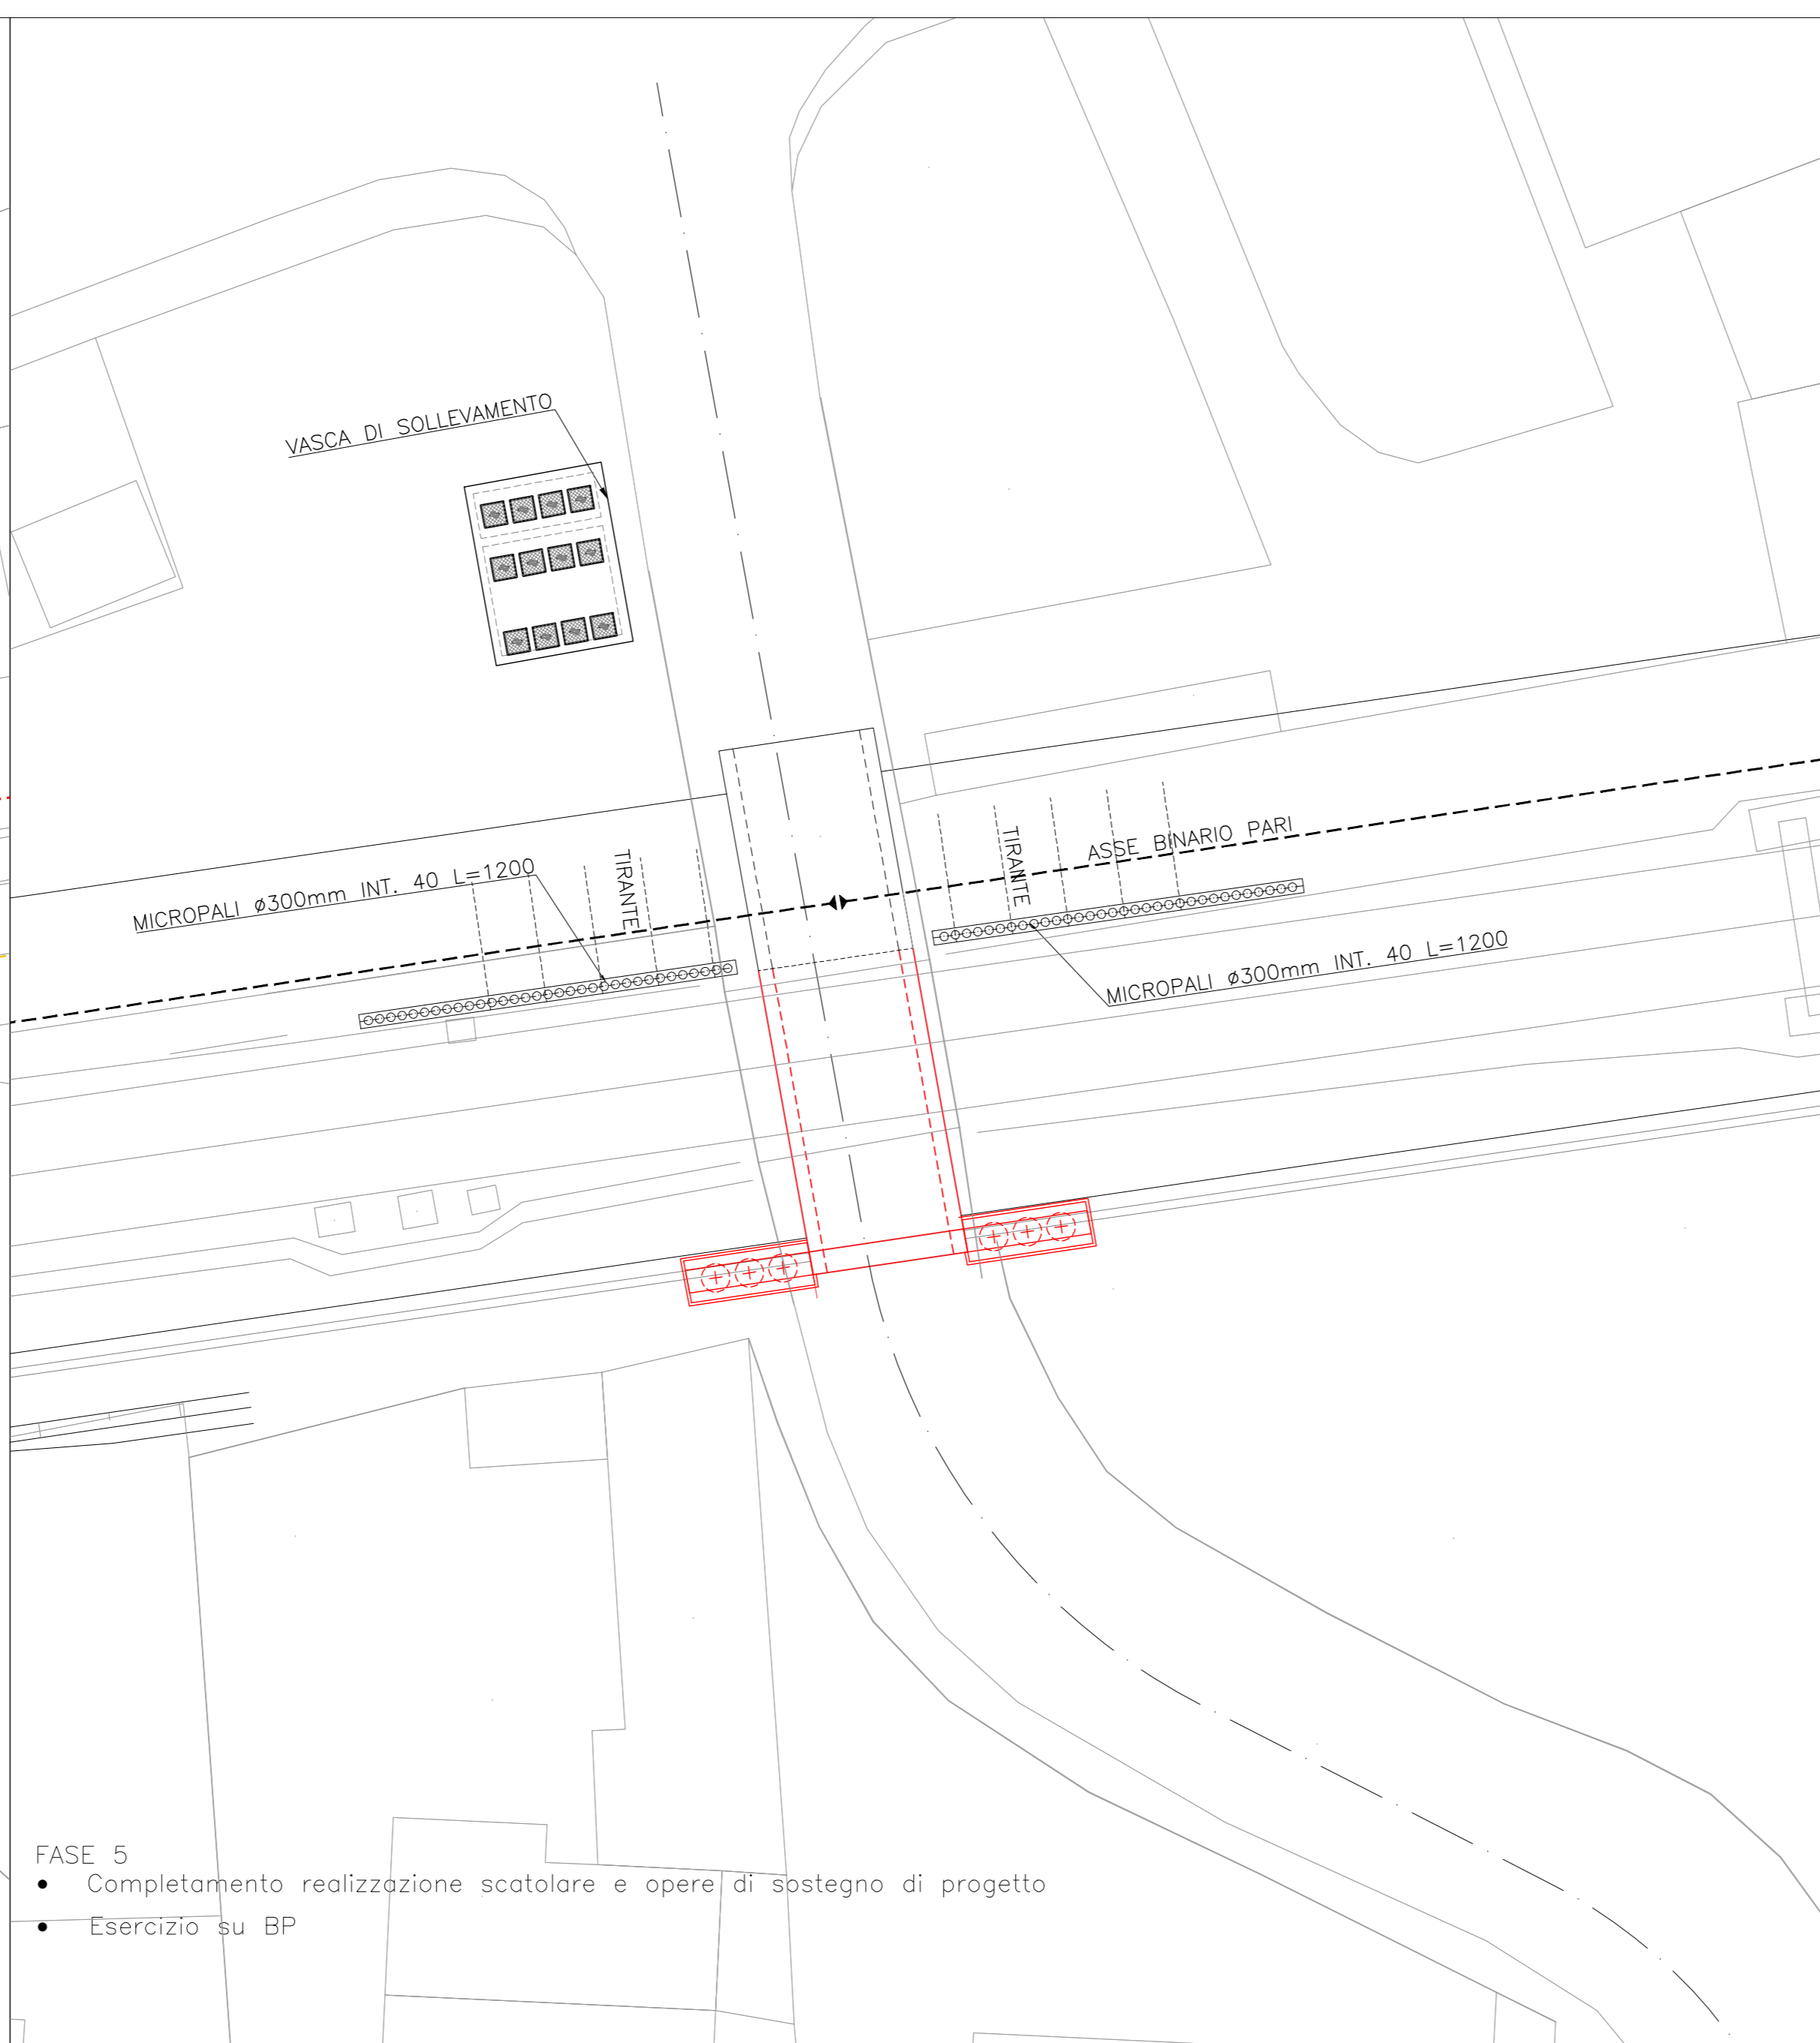 VASCA DI SOLLEVAMENTO
TIRANTE
ASSE BINARIO PARI
TIRANTE
MICROPALI ø300mm INT. 40 L=1200
MICROPALI ø300mm INT. 40 L=1200
FASE 5
• Completamento realizzazione scatolare e opere di sostegno di progetto
• Esercizio su BP